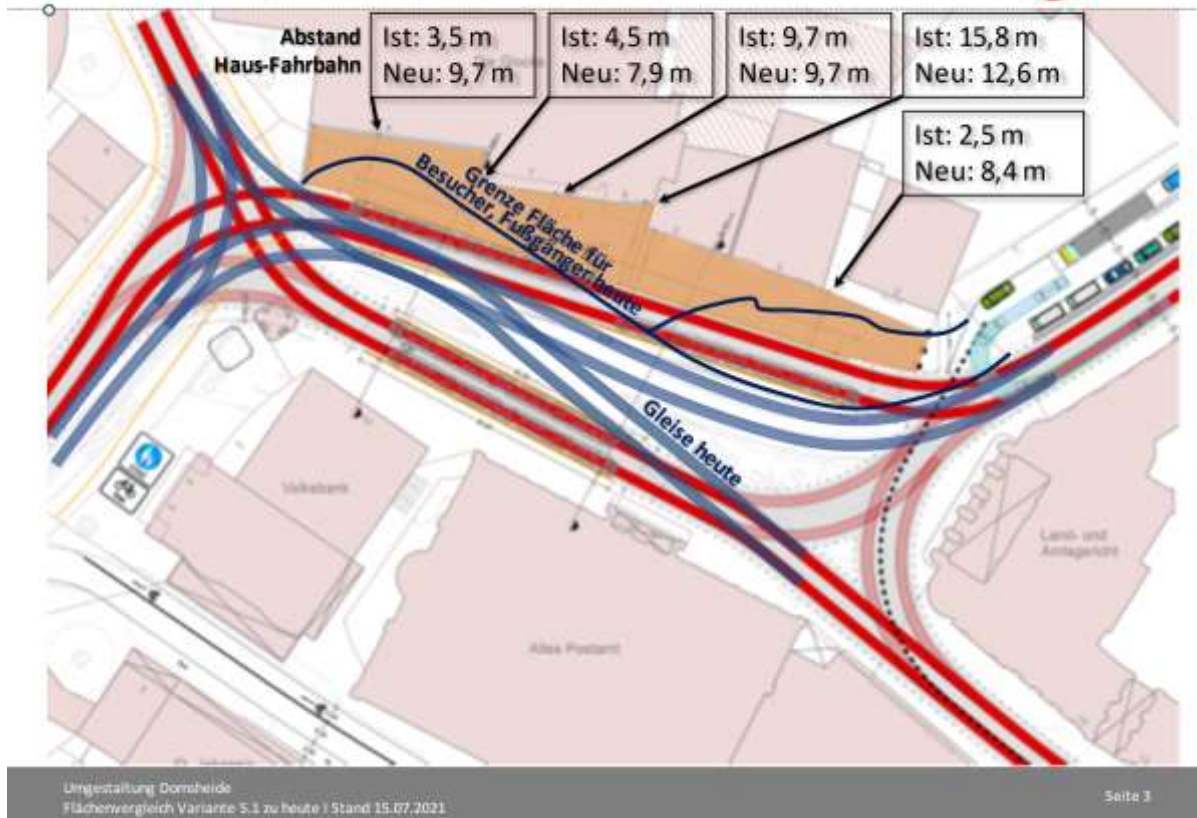 Abstand
Haus-Fahrbahn
Ist: 3,5 m
Neu: 9,7 m
Ist: 4,5 m
Neu: 7,9 m
Ist: 9,7 m
Neu: 9,7 m
Ist: 15,8 m
Neu: 12,6 m
Ist: 2,5 m
Neu: 8,4 m
Grenze Fläche für
Besucher, Fußgänger heute
Gleise heute
Volksbank
Land- und
Amtsgericht
Altes Postamt
Umgestaltung Domsheide
Flächenvergleich Variante 5.1 zu heute I Stand 15.07.2021
Seite 3